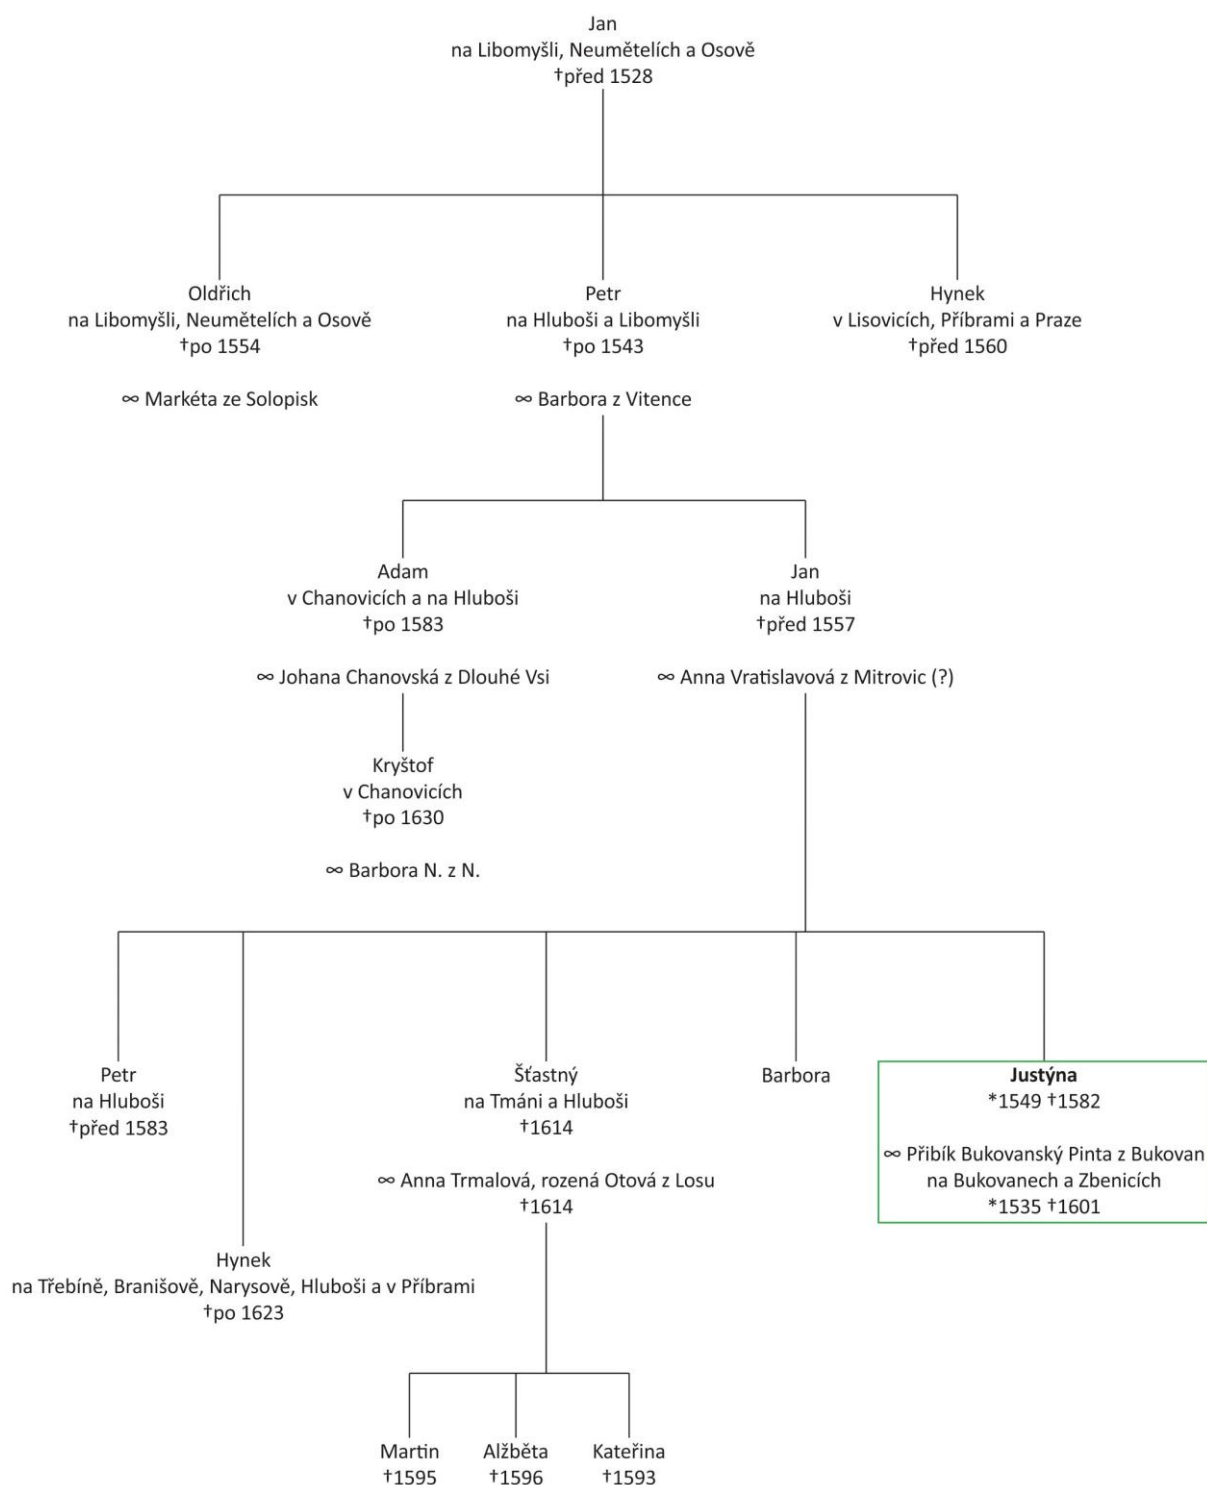 Jan
na Libomyšli, Neumětelích a Osově
†před 1528
Oldřich
na Libomyšli, Neumětelích a Osově
†po 1554
∞ Markéta ze Solopisk
Petr
na Hluboši a Libomyšli
†po 1543
∞ Barbora z Vitence
Hynek
v Lisovicích, Příbrami a Praze
†před 1560
Adam
v Chanovicích a na Hluboši
†po 1583
∞ Johana Chanovská z Dlouhé Vsi
Jan
na Hluboši
†před 1557
∞ Anna Vratislavová z Mitrovic (?)
Kryštof
v Chanovicích
†po 1630
∞ Barbora N. z N.
Petr
na Hluboši
†před 1583
Hynek
na Třebíně, Branišově, Narysově, Hluboši a v Příbrami
†po 1623
Šťastný
na Tmáni a Hluboši
†1614
∞ Anna Trmalová, rozená Otová z Losu
†1614
Barbora
Justýna
*1549 †1582
∞ Přibík Bukovanský Pinta z Bukovan
na Bukovanech a Zbenicích
*1535 †1601
Martin
†1595
Alžběta
†1596
Kateřina
†1593